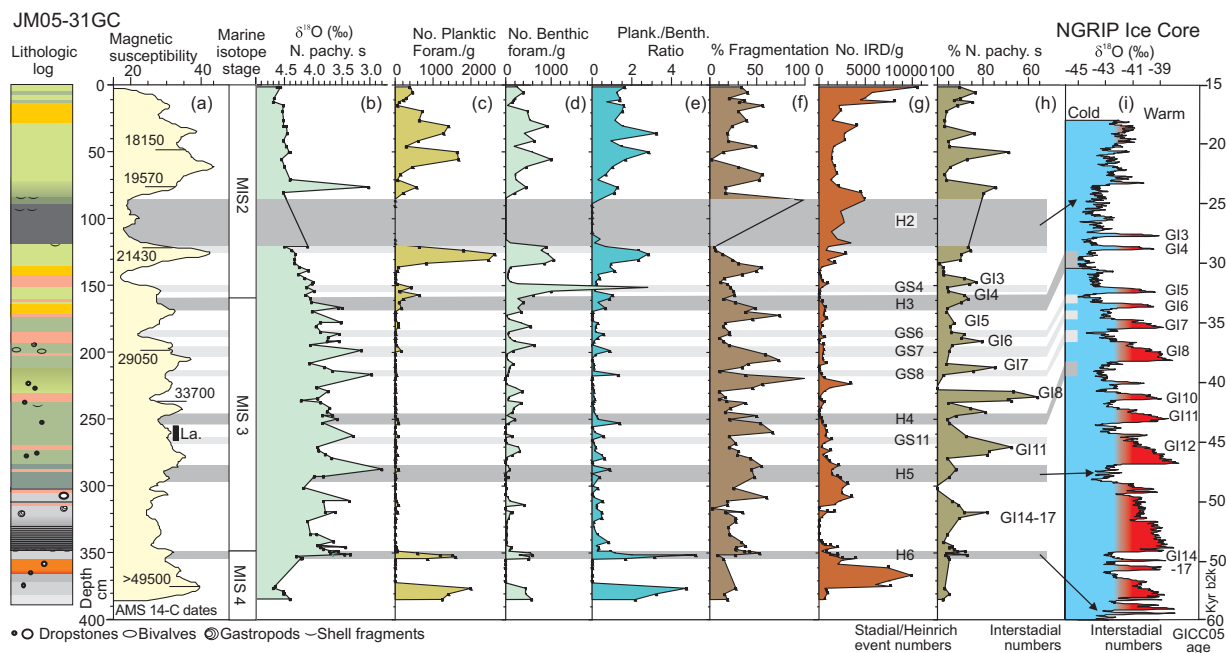 JM05-31GC
NGRIP Ice Core
Lithologic
log
Magnetic
susceptibility
20
40
Marine
isotope
stage
δ¹⁸O (‰)
N. pachy. s
4.5 4.0 3.5 3.0
No. Planktic
Foram./g
0 1000 2000
No. Benthic
foram./g
0 1000
Plank./Benth.
Ratio
0 2 4
% Fragmentation
0 100
No. IRD/g
0 5000 10000
% N. pachy. s
100 80 60
δ¹⁸O (‰)
-45 -43 -41 -39
(a)
(b)
(c)
(d)
(e)
(f)
(g)
(h)
(i)
Cold
Warm
0
50
100
150
200
250
300
350
400
Depth
cm
18150
19570
21430
29050
33700
La.
>49500
AMS 14-C dates
MIS2
MIS 3
MIS 4
H2
GS4
H3
GS6
GS7
GS8
H4
GS11
H5
H6
GI3
GI4
GI5
GI6
GI7
GI8
GI11
GI14-17
GI3
GI4
GI5
GI6
GI7
GI8
GI10
GI11
GI12
GI14
-17
15
20
25
30
35
40
45
50
50
60
Kyr b2k
Dropstones Bivalves Gastropods Shell fragments
Stadial/Heinrich
event numbers
Interstadial
numbers
Interstadial
numbers
GICC05
age